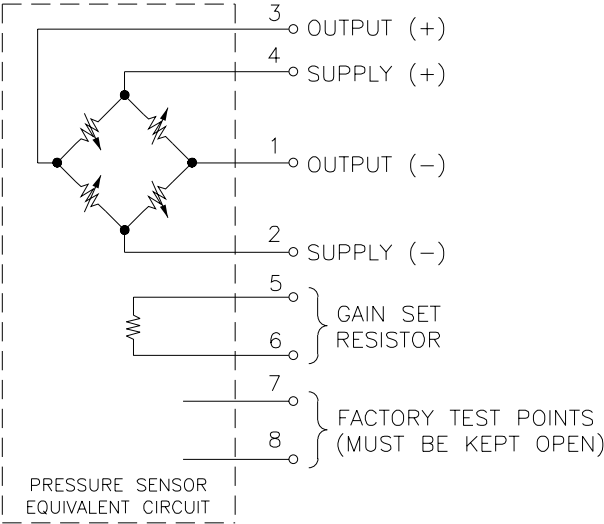 3
OUTPUT (+)
4
SUPPLY (+)
1
OUTPUT (−)
2
SUPPLY (−)
5
GAIN SET
RESISTOR
6
7
FACTORY TEST POINTS
(MUST BE KEPT OPEN)
8
PRESSURE SENSOR
EQUIVALENT CIRCUIT